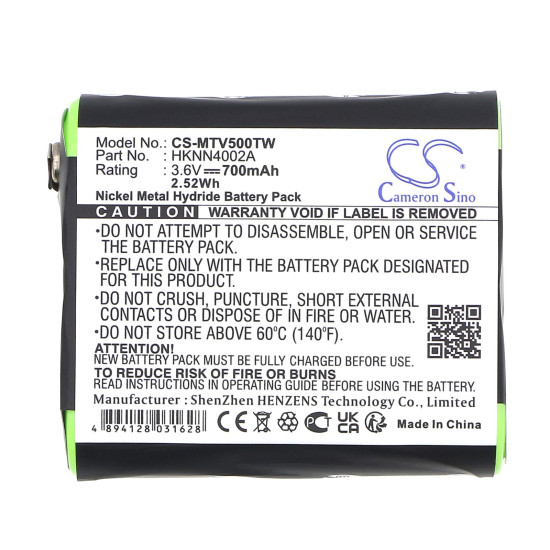 Model No.: CS-MTV500TW
Part No. : HKNN4002A
Rating : 3.6V⎓700mAh
2.52Wh
Nickel Metal Hydride Battery Pack
CS
Cameron Sino
CAUTION WARRANTY VOID IF LABEL IS REMOVED
•DO NOT ATTEMPT TO DISASSEMBLE, OPEN OR SERVICE
THE BATTERY PACK.
•REPLACE ONLY WITH THE BATTERY PACK DESIGNATED
FOR THIS PRODUCT.
•DO NOT CRUSH, PUNCTURE, SHORT EXTERNAL
CONTACTS OR DISPOSE OF IN FIRE OR WATER.
•DO NOT STORE ABOVE 60°C (140°F).
ATTENTION
NEW BATTERY PACK MUST BE FULLY CHARGED BEFORE USE.
TO REDUCE RISK OF FIRE OR BURNS
READ INSTRUCTIONS IN OPERATING MANUAL BEFORE USING BATTERY PACK.
Manufacturer : ShenZhen HENZENS Technology Co., Limited
4 894128 031628
CE UK CA
Made in China